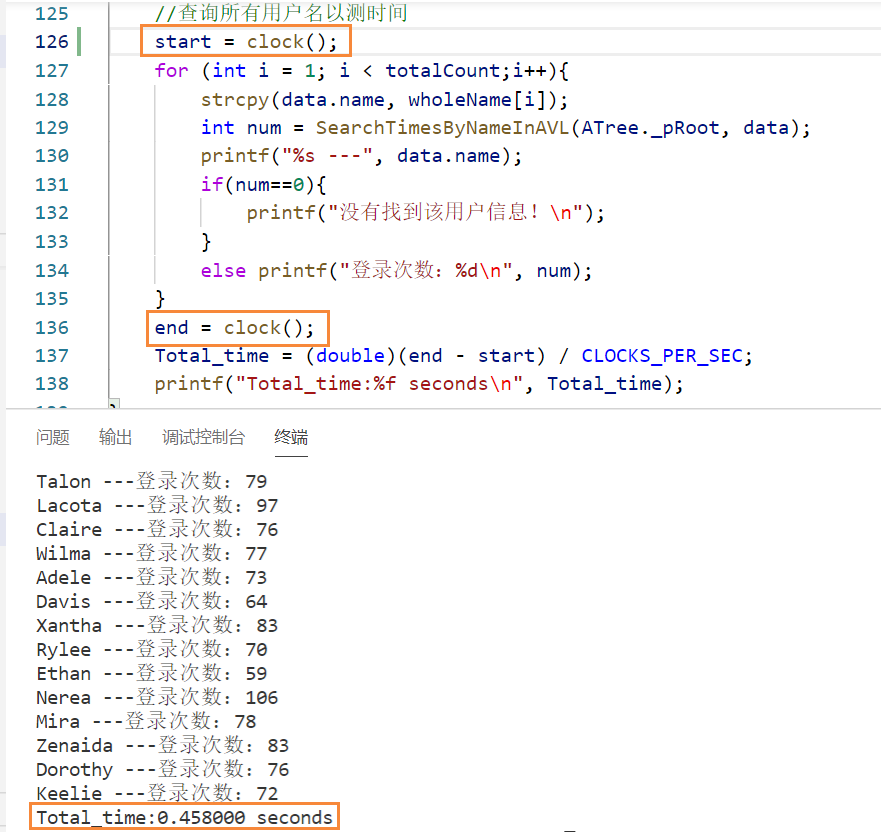 125 //查询所有用户名以测时间
126 start = clock();
127 for (int i = 1; i < totalCount;i++){
128 strcpy(data.name, wholeName[i]);
129 int num = SearchTimesByNameInAVL(ATree._pRoot, data);
130 printf("%s ---", data.name);
131 if(num==0){
132 printf("没有找到该用户信息！\n");
133 }
134 else printf("登录次数：%d\n", num);
135 }
136 end = clock();
137 Total_time = (double)(end - start) / CLOCKS_PER_SEC;
138 printf("Total_time:%f seconds\n", Total_time);
问题 输出 调试控制台 终端
Talon ---登录次数：79
Lacota ---登录次数：97
Claire ---登录次数：76
Wilma ---登录次数：77
Adele ---登录次数：73
Davis ---登录次数：64
Xantha ---登录次数：83
Rylee ---登录次数：70
Ethan ---登录次数：59
Nerea ---登录次数：106
Mira ---登录次数：78
Zenaida ---登录次数：83
Dorothy ---登录次数：76
Keelie ---登录次数：72
Total_time:0.458000 seconds